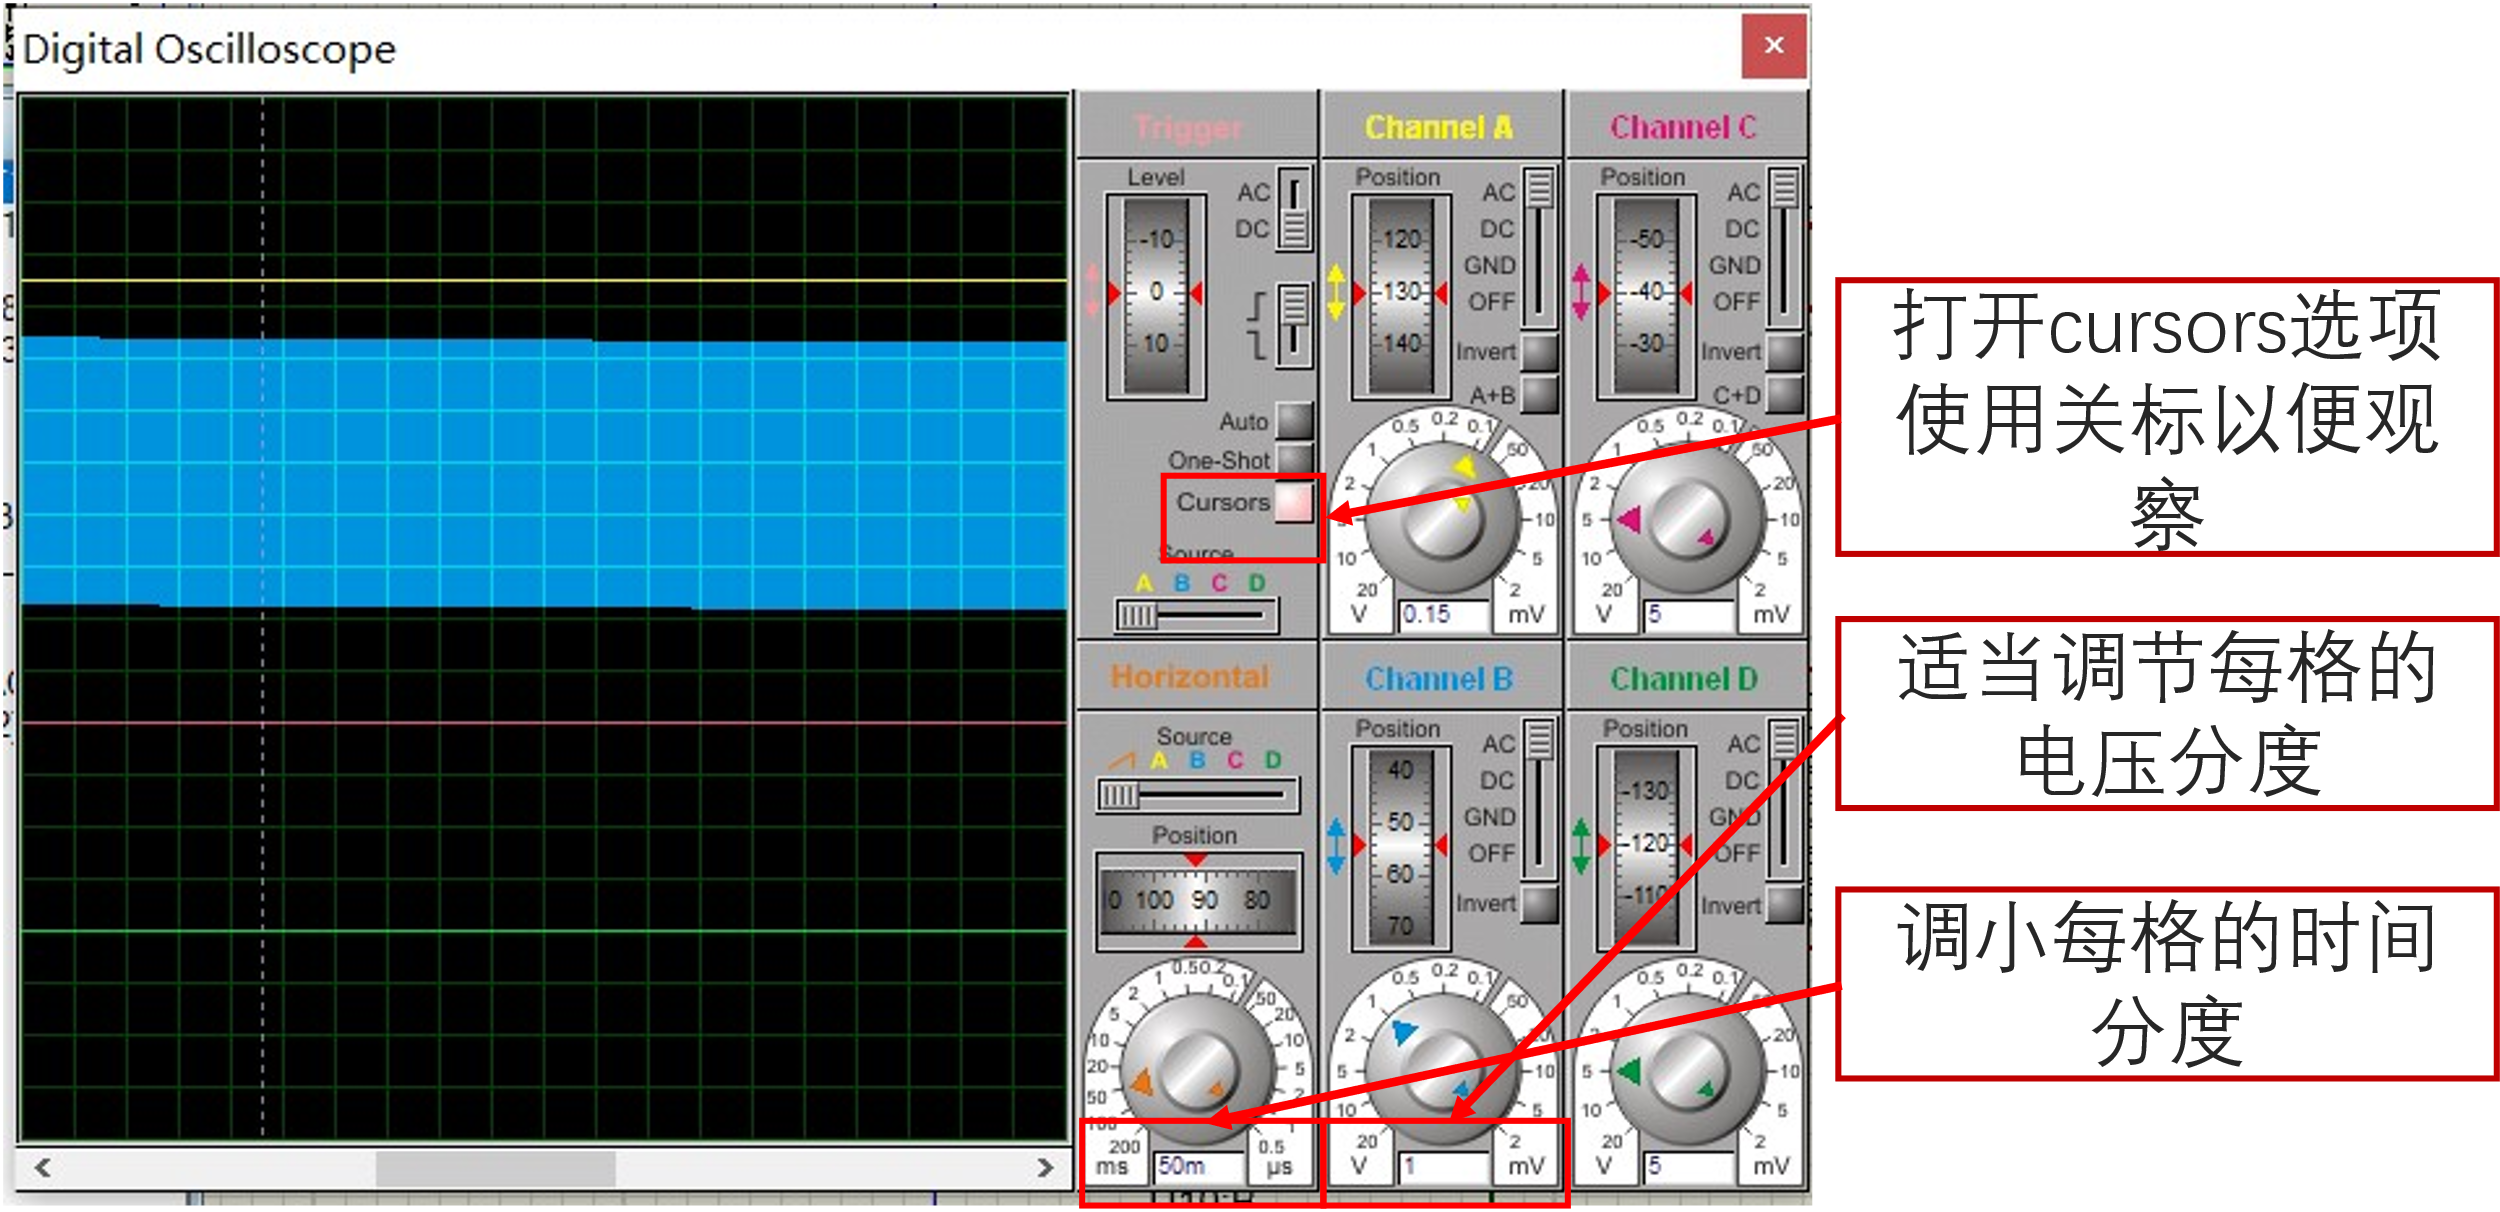 Digital Oscilloscope
×
Trigger
Level
AC
DC
-10
0
10
Auto
One-Shot
Cursors
Source
A B C D
Channel A
Position
AC
DC
GND
OFF
120
130
140
Invert
A+B
0.5 0.2 0.1
1 50
2 20
5 10
10 5
20 2
V 0.15 mV
Channel C
Position
AC
DC
GND
OFF
-50
-40
-30
Invert
C+D
0.5 0.2 0.1
1 50
2 20
5 10
10 5
20 2
V 5 mV
Horizontal
Source
A B C D
Position
0 100 90 80
1 0.5 0.2 0.1
2 50
5 20
10 10
20 5
50 2
100 1
200 0.5
ms 50m µs
Channel B
Position
AC
DC
GND
OFF
40
50
60
70
Invert
0.5 0.2 0.1
1 50
2 20
5 10
10 5
20 2
V 1 mV
Channel D
Position
AC
DC
GND
OFF
-130
-120
-110
Invert
0.5 0.2 0.1
1 50
2 20
5 10
10 5
20 2
V 5 mV
打开cursors选项
使用关标以便观
察
适当调节每格的
电压分度
调小每格的时间
分度